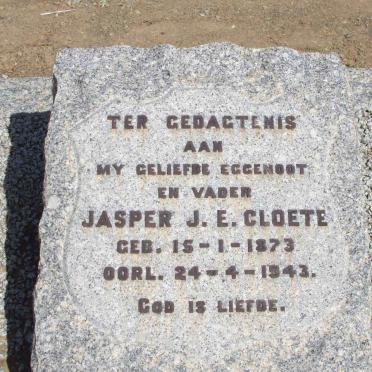 TER GEDAGTENIS
AAN
MY GELIEFDE EGGENOOT
EN VADER
JASPER J. E. CLOETE
GEB. 15-1-1873
OORL. 24-4-1943.
GOD IS LIEFDE.